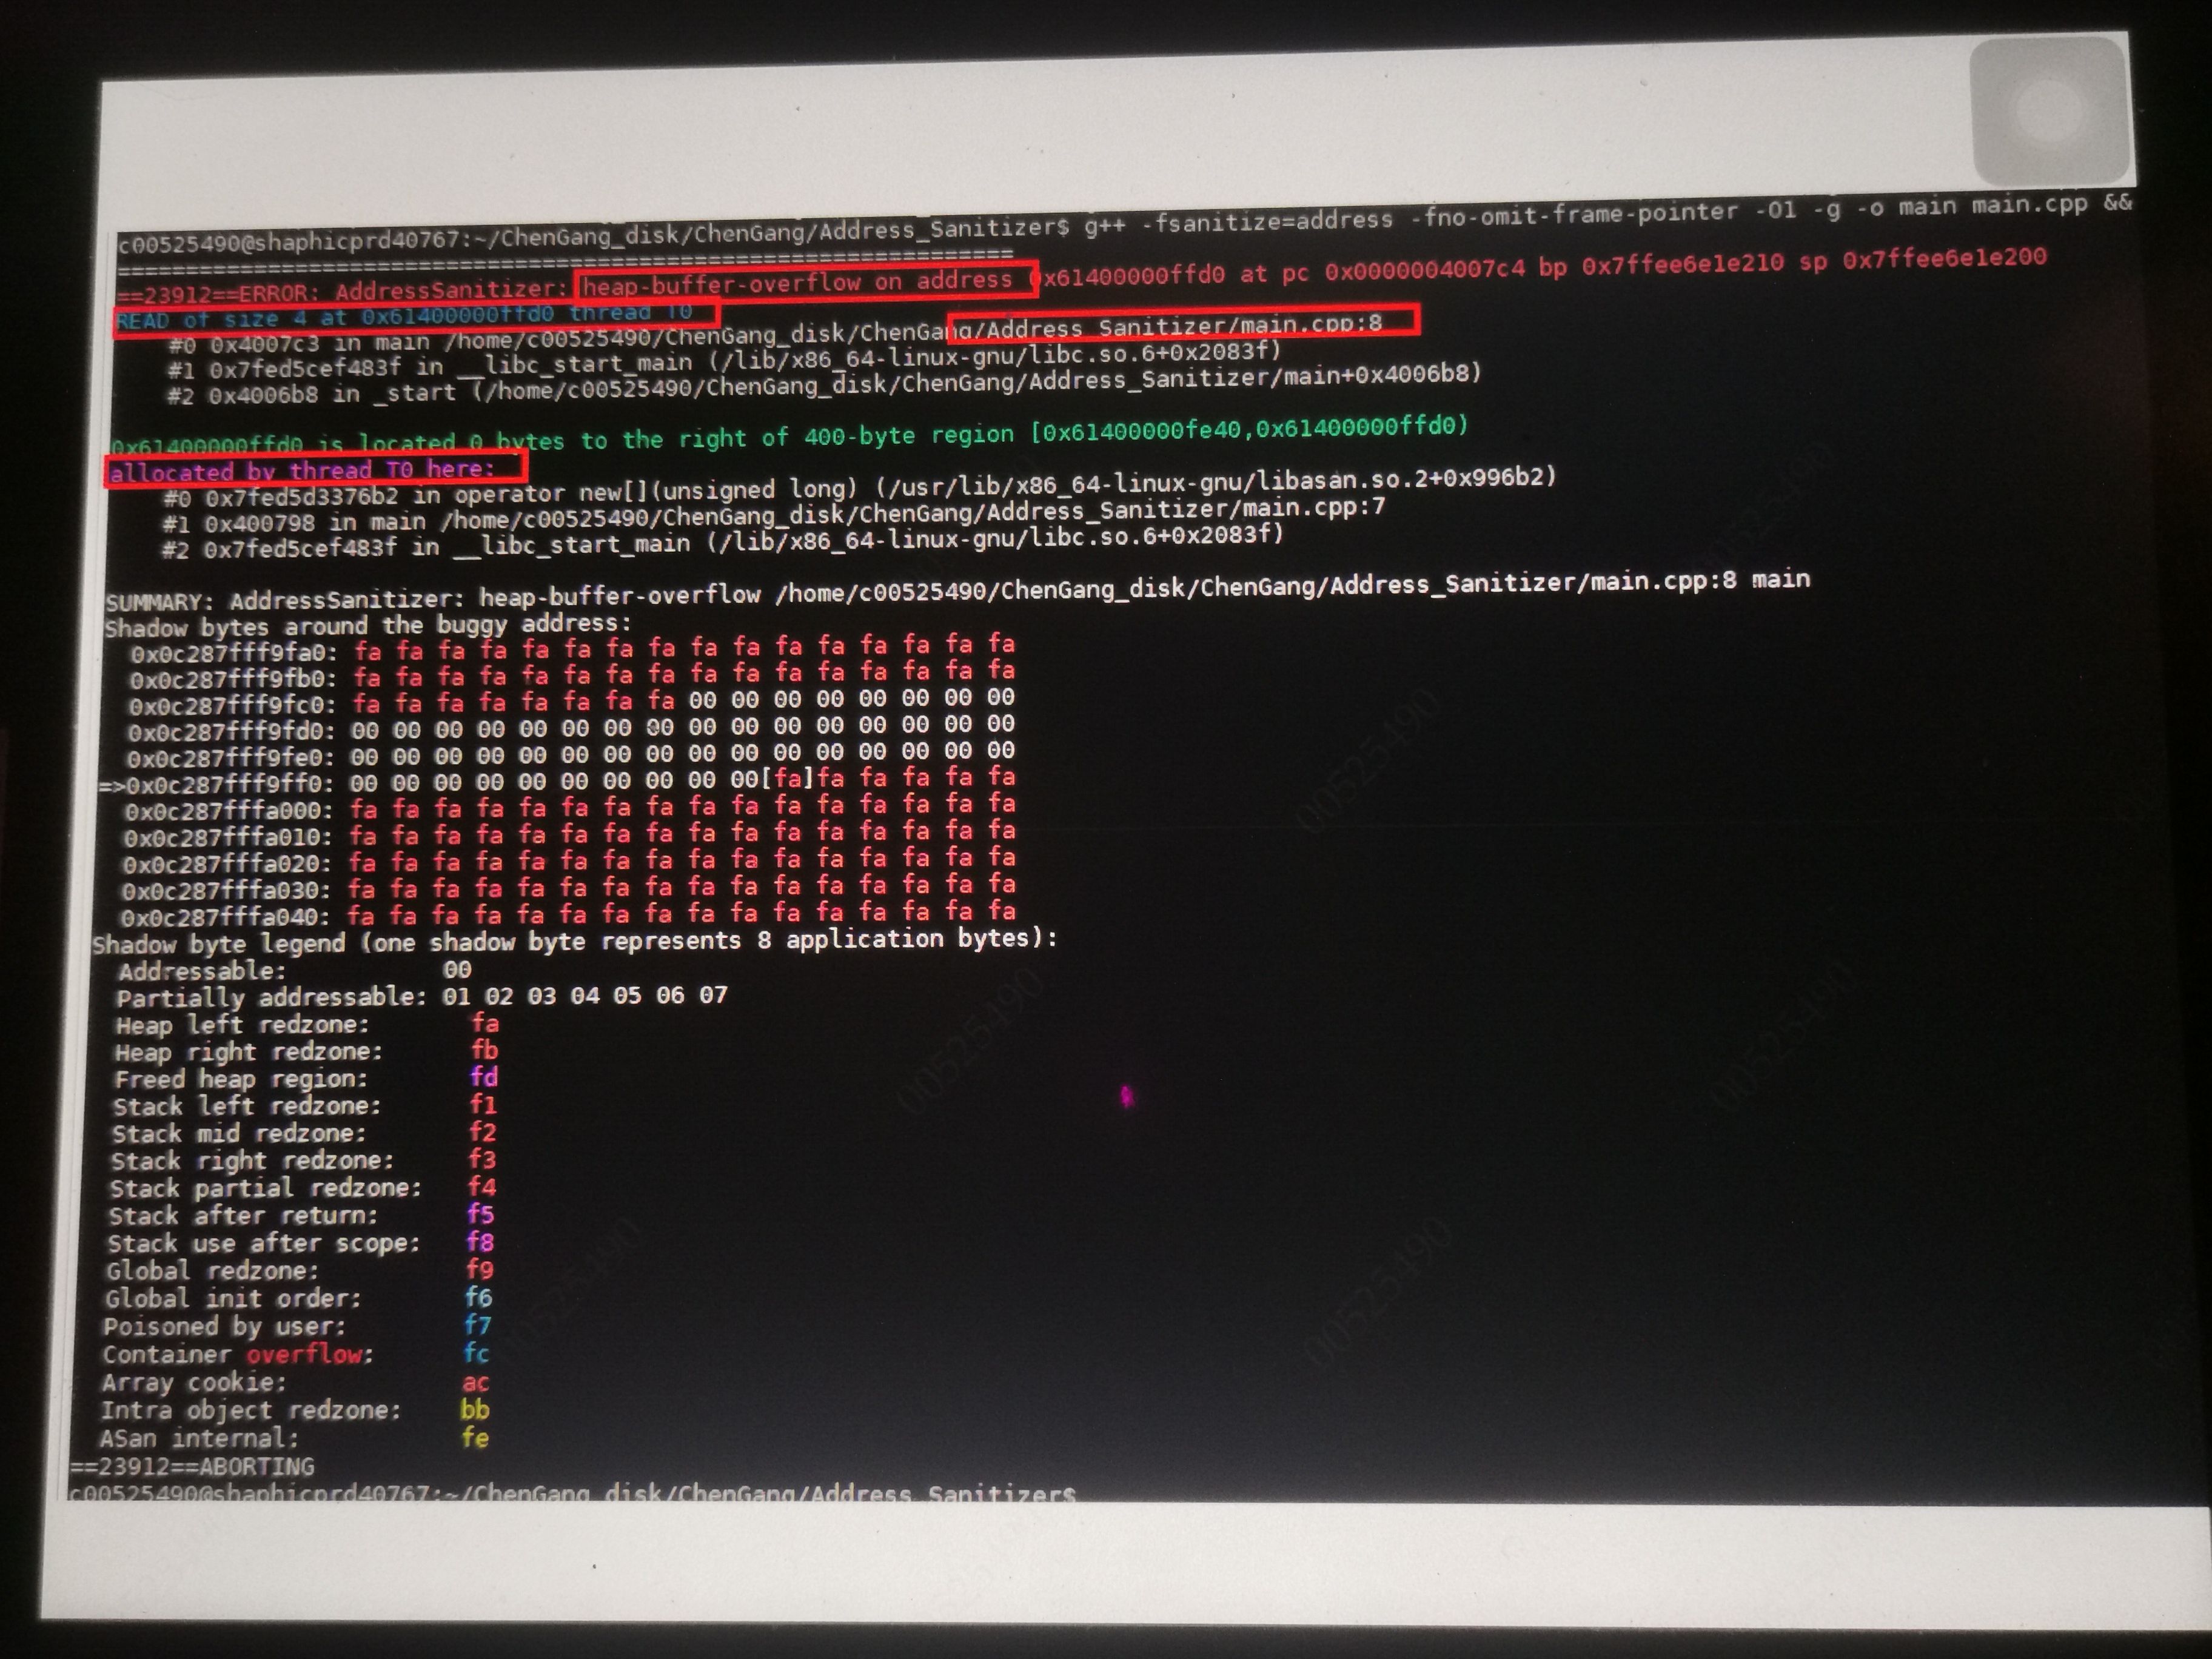 c00525490@shaphicprd40767:~/ChenGang_disk/ChenGang/Address_Sanitizer$ g++ -fsanitize=address -fno-omit-frame-pointer -O1 -g -o main main.cpp &&
=================================================================
==23912==ERROR: AddressSanitizer: heap-buffer-overflow on address 0x61400000ffd0 at pc 0x0000004007c4 bp 0x7ffee6e1e210 sp 0x7ffee6e1e200
READ of size 4 at 0x61400000ffd0 thread T0
#0 0x4007c3 in main /home/c00525490/ChenGang_disk/ChenGang/Address_Sanitizer/main.cpp:8
#1 0x7fed5cef483f in __libc_start_main (/lib/x86_64-linux-gnu/libc.so.6+0x2083f)
#2 0x4006b8 in _start (/home/c00525490/ChenGang_disk/ChenGang/Address_Sanitizer/main+0x4006b8)
0x61400000ffd0 is located 0 bytes to the right of 400-byte region [0x61400000fe40,0x61400000ffd0)
allocated by thread T0 here:
#0 0x7fed5d3376b2 in operator new[](unsigned long) (/usr/lib/x86_64-linux-gnu/libasan.so.2+0x996b2)
#1 0x400798 in main /home/c00525490/ChenGang_disk/ChenGang/Address_Sanitizer/main.cpp:7
#2 0x7fed5cef483f in __libc_start_main (/lib/x86_64-linux-gnu/libc.so.6+0x2083f)
SUMMARY: AddressSanitizer: heap-buffer-overflow /home/c00525490/ChenGang_disk/ChenGang/Address_Sanitizer/main.cpp:8 main
Shadow bytes around the buggy address:
0x0c287fff9fa0: fa fa fa fa fa fa fa fa fa fa fa fa fa fa fa fa
0x0c287fff9fb0: fa fa fa fa fa fa fa fa fa fa fa fa fa fa fa fa
0x0c287fff9fc0: fa fa fa fa fa fa fa fa 00 00 00 00 00 00 00 00
0x0c287fff9fd0: 00 00 00 00 00 00 00 00 00 00 00 00 00 00 00 00
0x0c287fff9fe0: 00 00 00 00 00 00 00 00 00 00 00 00 00 00 00 00
=>0x0c287fff9ff0: 00 00 00 00 00 00 00 00 00 00[fa]fa fa fa fa fa
0x0c287fffa000: fa fa fa fa fa fa fa fa fa fa fa fa fa fa fa fa
0x0c287fffa010: fa fa fa fa fa fa fa fa fa fa fa fa fa fa fa fa
0x0c287fffa020: fa fa fa fa fa fa fa fa fa fa fa fa fa fa fa fa
0x0c287fffa030: fa fa fa fa fa fa fa fa fa fa fa fa fa fa fa fa
0x0c287fffa040: fa fa fa fa fa fa fa fa fa fa fa fa fa fa fa fa
Shadow byte legend (one shadow byte represents 8 application bytes):
Addressable: 00
Partially addressable: 01 02 03 04 05 06 07
Heap left redzone: fa
Heap right redzone: fb
Freed heap region: fd
Stack left redzone: f1
Stack mid redzone: f2
Stack right redzone: f3
Stack partial redzone: f4
Stack after return: f5
Stack use after scope: f8
Global redzone: f9
Global init order: f6
Poisoned by user: f7
Container overflow: fc
Array cookie: ac
Intra object redzone: bb
ASan internal: fe
==23912==ABORTING
c00525490@shaphicprd40767:~/ChenGang_disk/ChenGang/Address_Sanitizer$
00525490
00525490
00525490
00525490
00525490
00525490